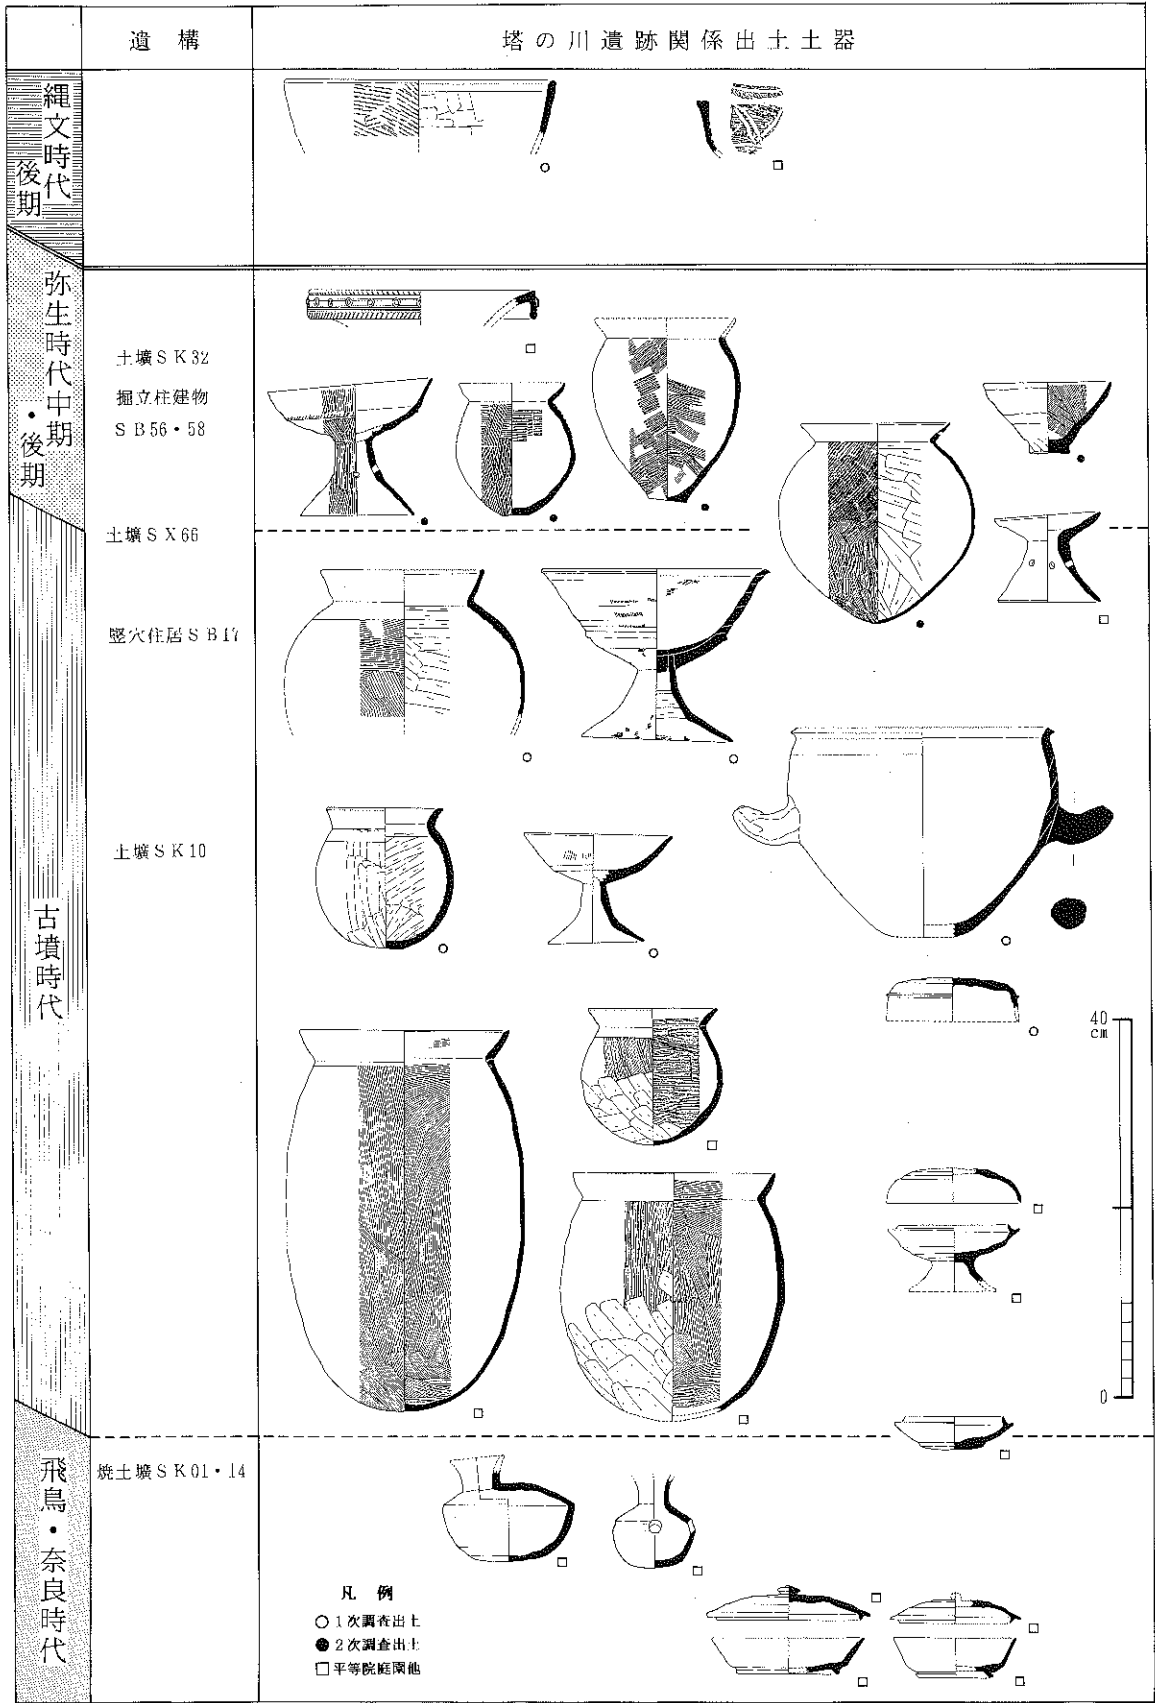 遺構
塔の川遺跡関係出土土器
縄文時代
後期
弥生時代中期
・後期
土壙SK32
掘立柱建物
SB56・58
土壙SX66
竪穴住居SB17
土壙SK10
古墳時代
40
cm
0
飛鳥・奈良時代
焼土壙SK01・14
凡例
○1次調査出土
●2次調査出土
□平等院庭園他